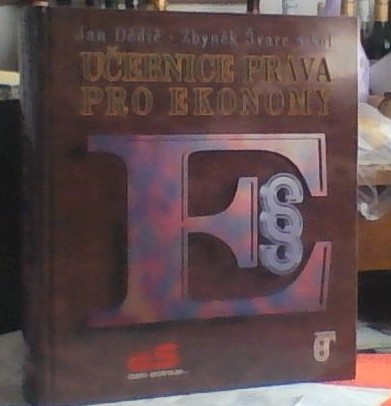 Jan Dědič - Zbyněk Švarc a kol
UČEBNICE PRÁVA
PRO EKONOMY
E
§